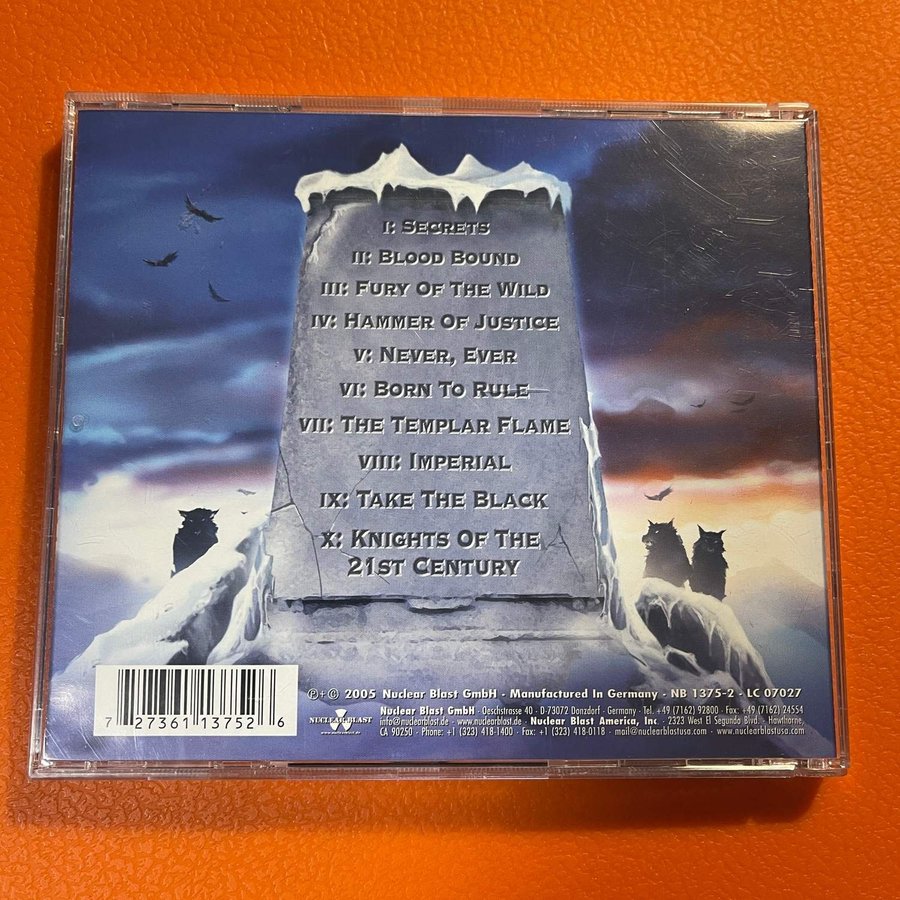 I: Secrets
II: Blood Bound
III: Fury Of The Wild
IV: Hammer Of Justice
V: Never, Ever
VI: Born To Rule
VII: The Templar Flame
VIII: Imperial
IX: Take The Black
X: Knights Of The
21st Century
7 27361 13752 6
NUCLEAR BLAST
www.nuclearblast.de
℗+© 2005 Nuclear Blast GmbH - Manufactured In Germany - NB 1375-2 - LC 07027
Nuclear Blast GmbH - Oeschstrasse 40 - D-73072 Donzdorf - Germany - Tel. +49 (7162) 92800 - Fax: +49 (7162) 24554
info@nuclearblast.de - www.nuclearblast.de - Nuclear Blast America, Inc - 2323 West El Segundo Blvd. - Hawthorne,
CA 90250 - Phone: +1 (323) 418-1400 - Fax: +1 (323) 418-0118 - mail@nuclearblastusa.com - www.nuclearblastusa.com